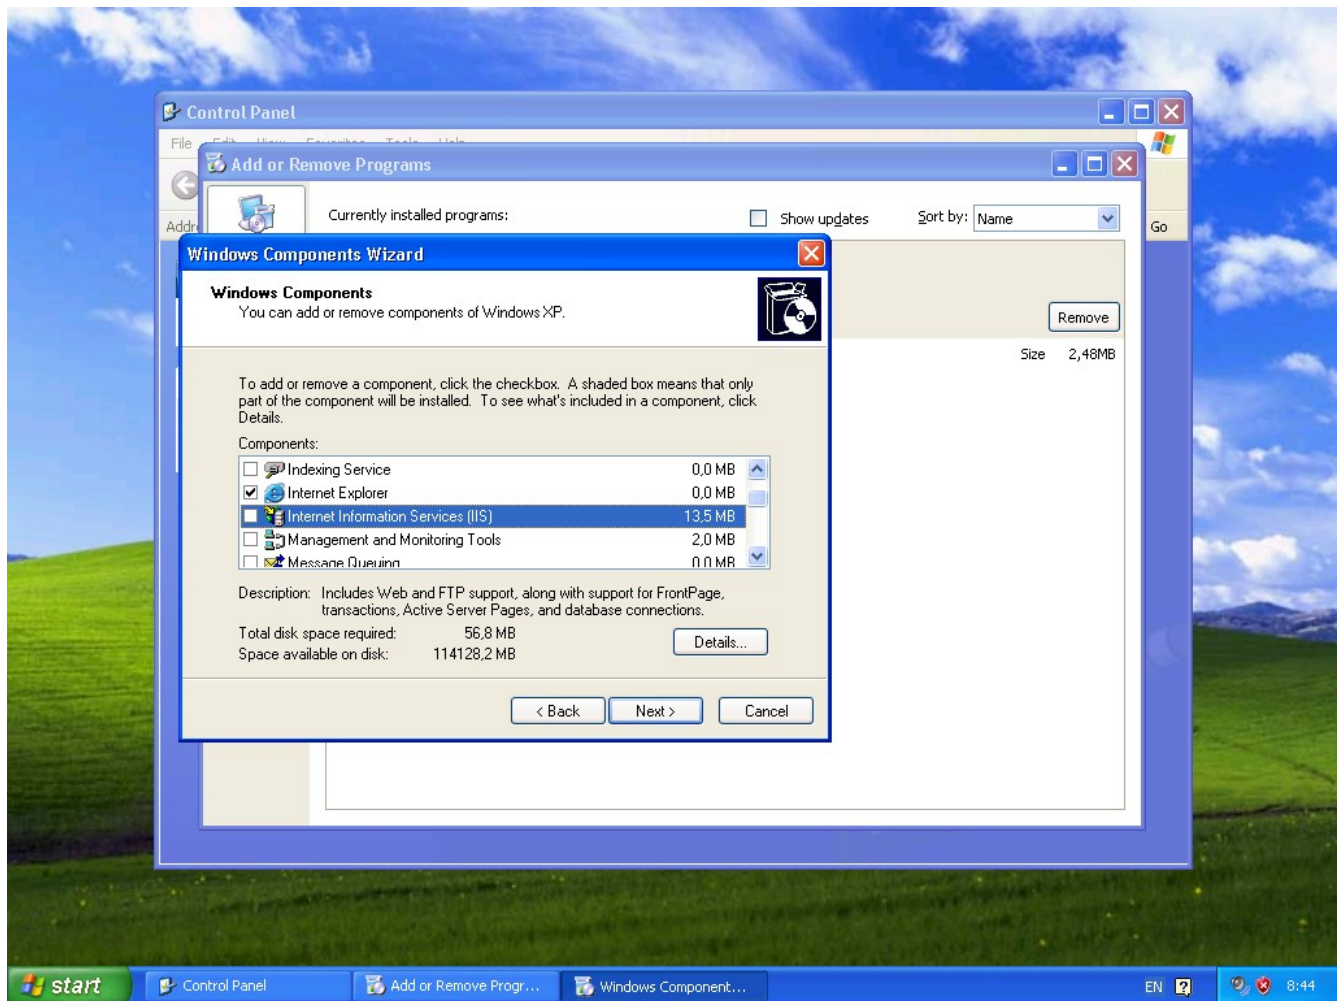 Control Panel
File Edit View Favorites Tools Help
Add or Remove Programs
Currently installed programs:
Show updates
Sort by: Name
Addre
Go
Windows Components Wizard
Windows Components
You can add or remove components of Windows XP.
Remove
Size 2,48MB
To add or remove a component, click the checkbox. A shaded box means that only
part of the component will be installed. To see what's included in a component, click
Details.
Components:
Indexing Service 0,0 MB
Internet Explorer 0,0 MB
Internet Information Services (IIS) 13,5 MB
Management and Monitoring Tools 2,0 MB
Message Queuing 0,0 MB
Description: Includes Web and FTP support, along with support for FrontPage,
transactions, Active Server Pages, and database connections.
Total disk space required: 56,8 MB
Space available on disk: 114128,2 MB
Details...
< Back
Next >
Cancel
start
Control Panel
Add or Remove Progr...
Windows Component...
EN
8:44